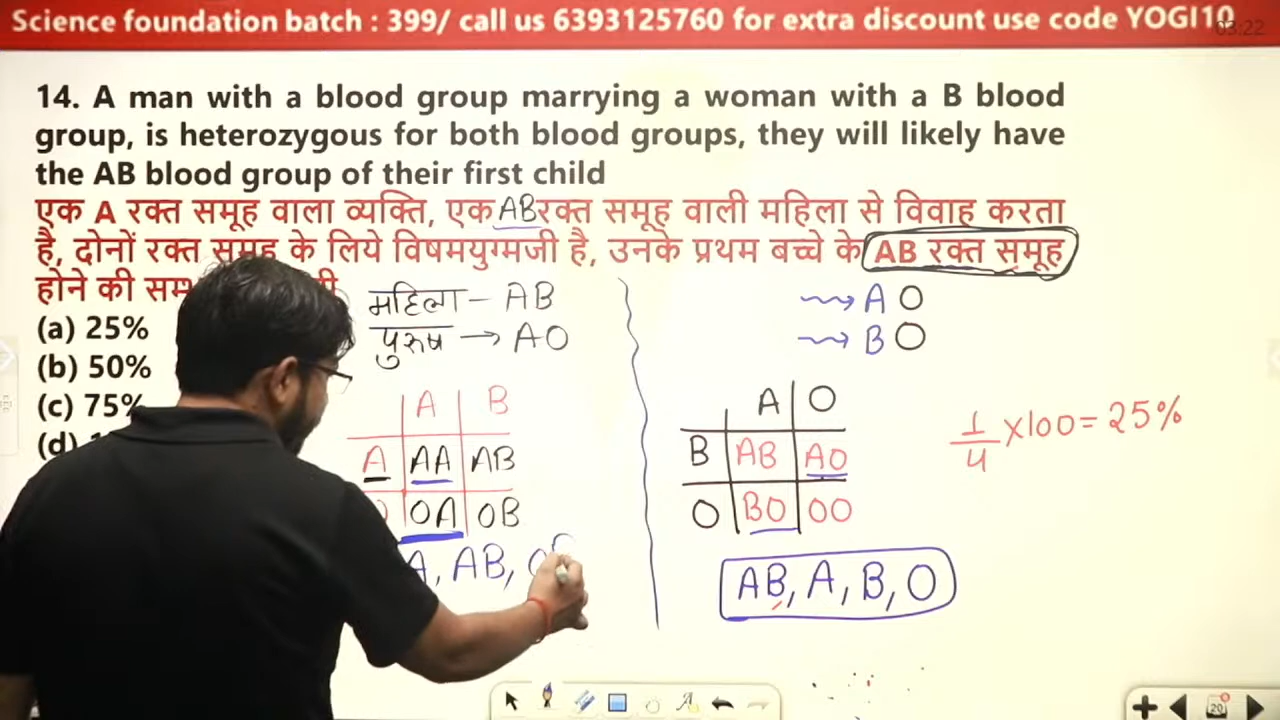 Science foundation batch : 399/ call us 6393125760 for extra discount use code YOGI10
03:22
14. A man with a blood group marrying a woman with a B blood
group, is heterozygous for both blood groups, they will likely have
the AB blood group of their first child
एक A रक्त समूह वाला व्यक्ति, एक AB रक्त समूह वाली महिला से विवाह करता
है, दोनों रक्त समूह के लिये विषमयुग्मजी है, उनके प्रथम बच्चे के AB रक्त समूह
होने की
(a) 25%
(b) 50%
(c) 75%
(d)
महिला – AB
पुरुष → AO
A B
A AA AB
OA OB
A, AB,
A O
B O
A O
B AB AO
O BO OO
AB, A, B, O
1/4 ×100 = 25%
20